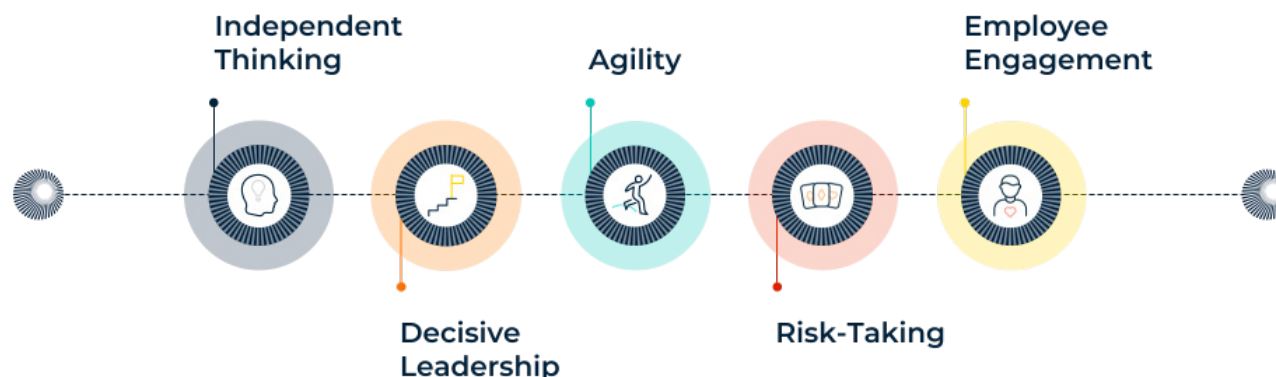 Independent
Thinking
Decisive
Leadership
Agility
Risk-Taking
Employee
Engagement